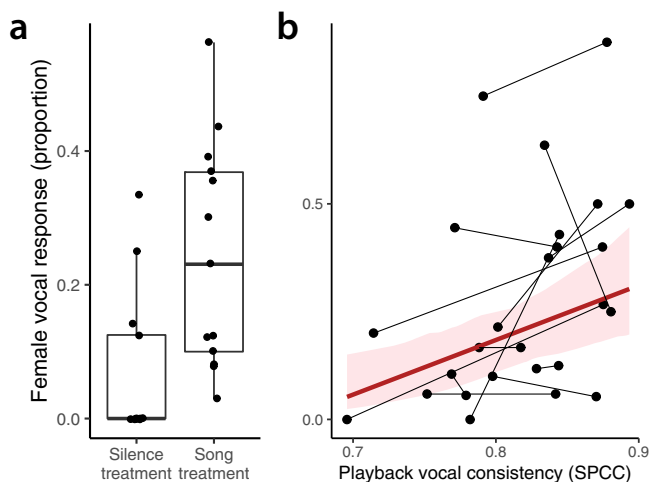 a
b
Female vocal response (proportion)
0.4
0.2
0.0
Silence
treatment
Song
treatment
0.5
0.0
0.7
0.8
0.9
Playback vocal consistency (SPCC)